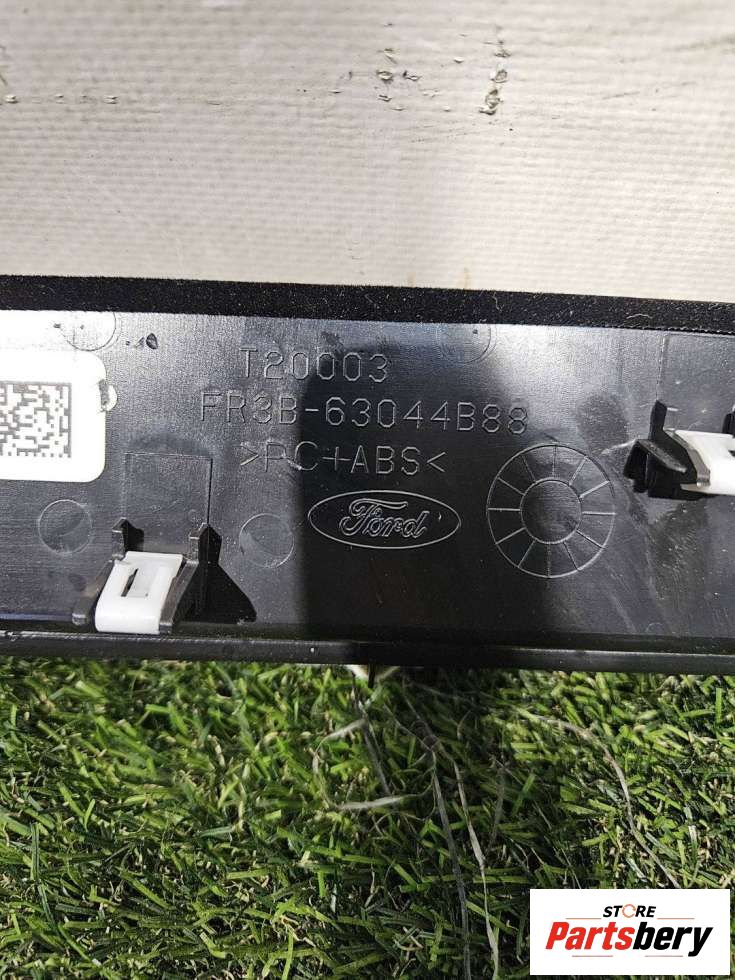 T20003
FR3B-63044B88
>PC+ABS<
Ford
STORE
Partsbery